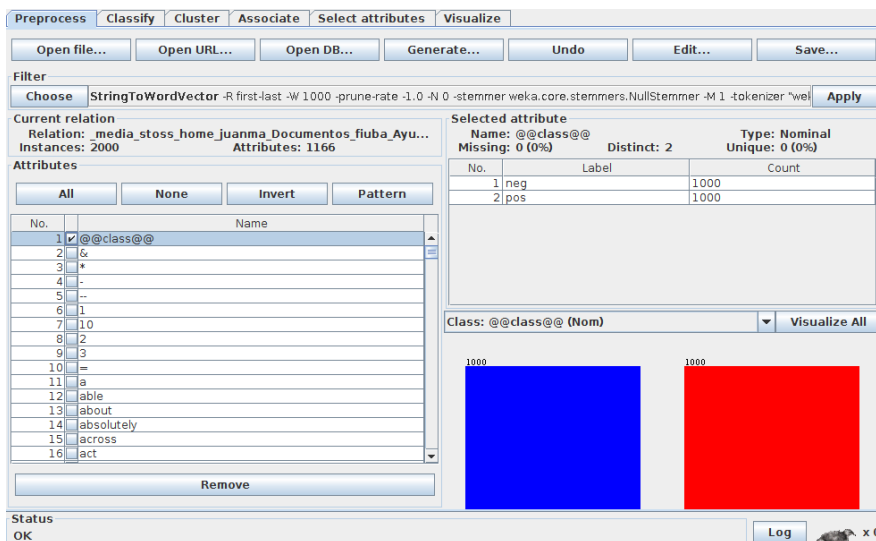 Preprocess Classify Cluster Associate Select attributes Visualize
Open file... Open URL... Open DB... Generate... Undo Edit... Save...
Filter
Choose StringToWordVector -R first-last -W 1000 -prune-rate -1.0 -N 0 -stemmer weka.core.stemmers.NullStemmer -M 1 -tokenizer "wek Apply
Current relation
Relation: _media_stoss_home_juanma_Documentos_fiuba_Ayu...
Instances: 2000 Attributes: 1166
Attributes
All None Invert Pattern
No. Name
1 @@class@@
2 &
3 *
4 -
5 --
6 1
7 10
8 2
9 3
10 =
11 a
12 able
13 about
14 absolutely
15 across
16 act
Remove
Selected attribute
Name: @@class@@ Type: Nominal
Missing: 0 (0%) Distinct: 2 Unique: 0 (0%)
No. Label Count
1 neg 1000
2 pos 1000
Class: @@class@@ (Nom) Visualize All
1000 1000
Status
OK
Log x 0